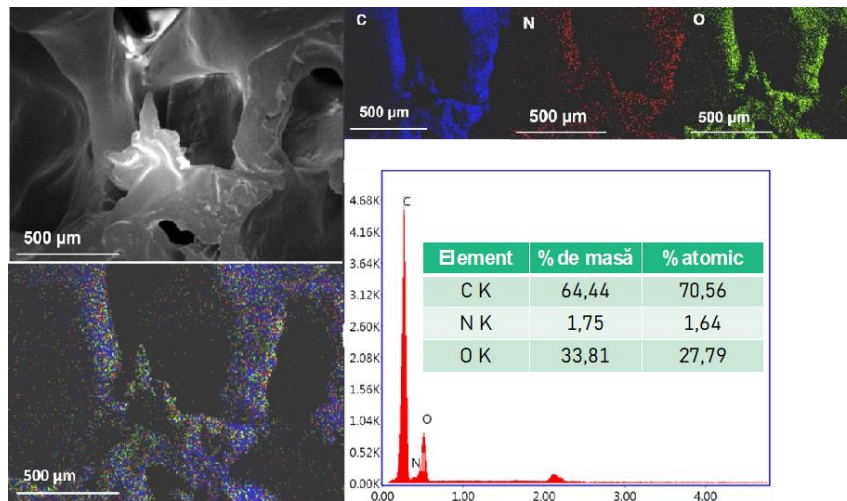 C
N
O
500 µm
500 µm
500 µm
500 µm
500 µm
4.68K
4.16K
3.64K
3.12K
2.60K
2.08K
1.56K
1.04K
0.52K
0.00K
0.00
1.00
2.00
3.00
4.00
C
N
O
Element % de masă % atomic
C K 64,44 70,56
N K 1,75 1,64
O K 33,81 27,79